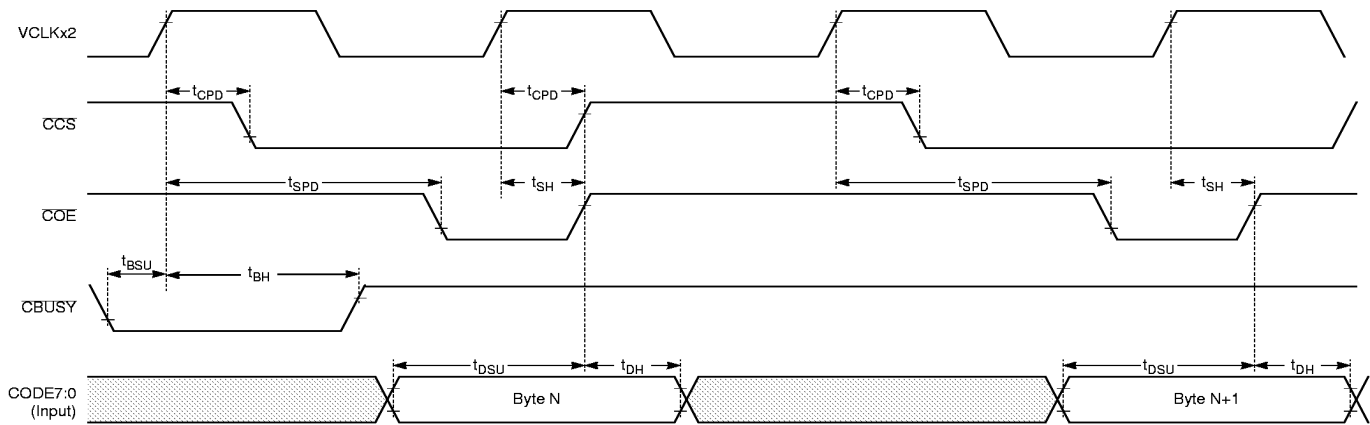 VCLKx2
tCPD tCPD tCPD
CCS
tSPD tSH tSPD tSH
COE
tBSU tBH
CBUSY
tDSU tDH tDSU tDH
CODE7:0
(Input)
Byte N Byte N+1